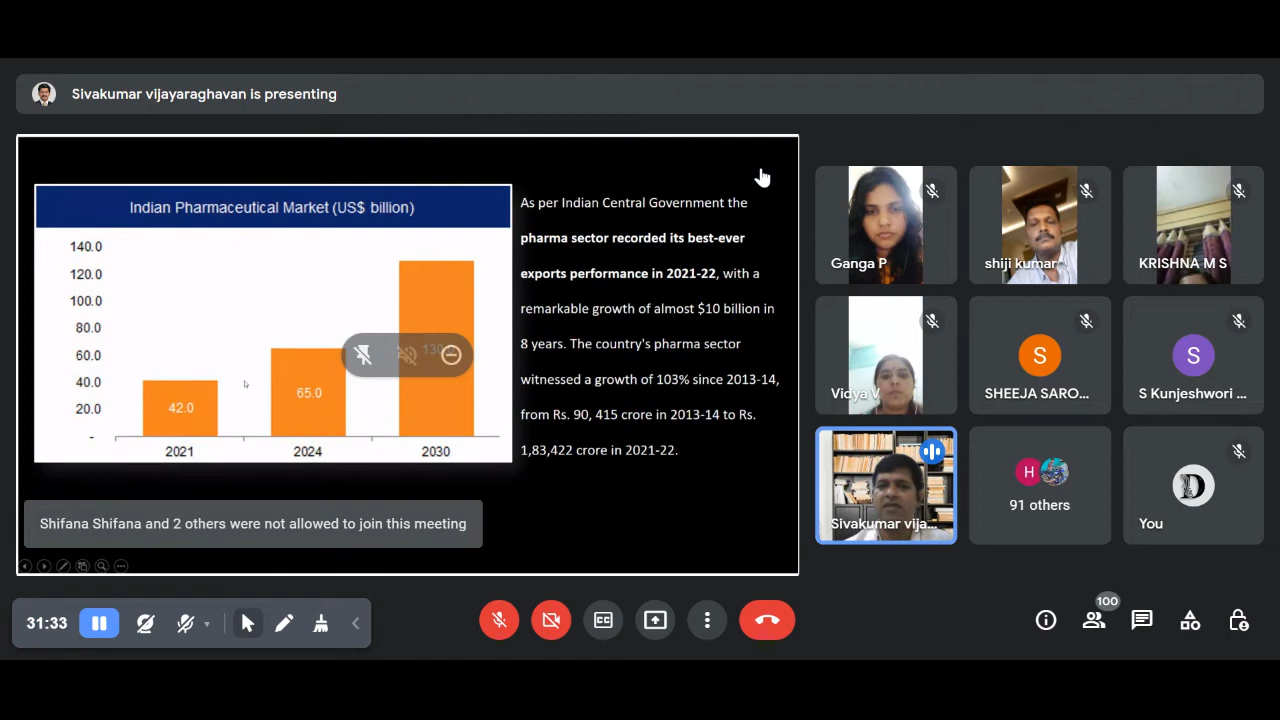 Sivakumar vijayaraghavan is presenting
Indian Pharmaceutical Market (US$ billion)
140.0
120.0
100.0
80.0
60.0
40.0
20.0
-
42.0
65.0
2021
2024
2030
As per Indian Central Government the
pharma sector recorded its best-ever
exports performance in 2021-22, with a
remarkable growth of almost $10 billion in
8 years. The country's pharma sector
witnessed a growth of 103% since 2013-14,
from Rs. 90, 415 crore in 2013-14 to Rs.
1,83,422 crore in 2021-22.
Shifana Shifana and 2 others were not allowed to join this meeting
Ganga P
shiji kumar
KRISHNA M S
Vidya V
SHEEJA SARO...
S
S Kunjeshwori ...
S
Sivakumar vija...
H
91 others
D
You
31:33
CC
100